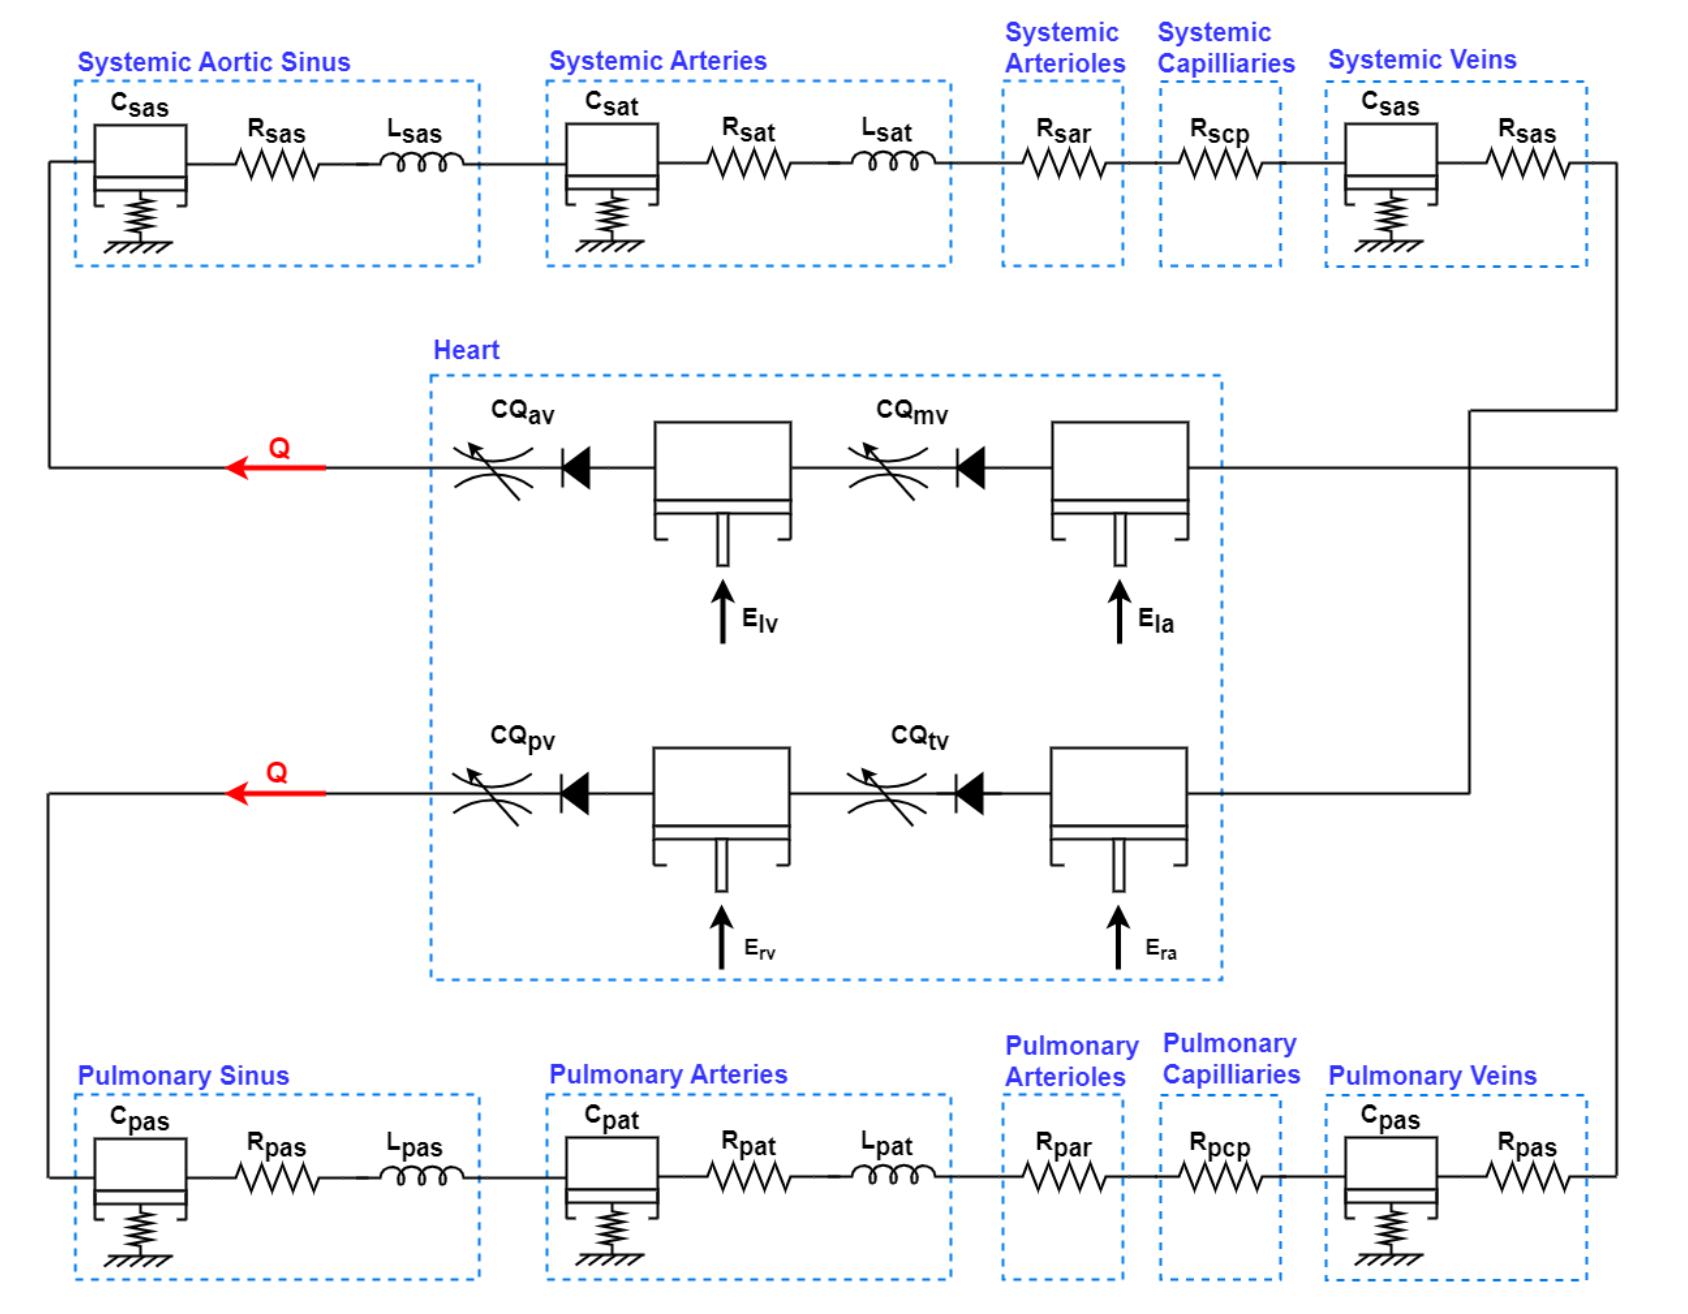 Systemic Aortic Sinus
Systemic Arteries
Systemic
Arterioles
Systemic
Capilliaries
Systemic Veins
Csas
Rsas
Lsas
Csat
Rsat
Lsat
Rsar
Rscp
Csas
Rsas
Heart
CQav
CQmv
Q
Elv
Ela
CQpv
CQtv
Q
Erv
Era
Pulmonary Sinus
Pulmonary Arteries
Pulmonary
Arterioles
Pulmonary
Capilliaries
Pulmonary Veins
Cpas
Rpas
Lpas
Cpat
Rpat
Lpat
Rpar
Rpcp
Cpas
Rpas